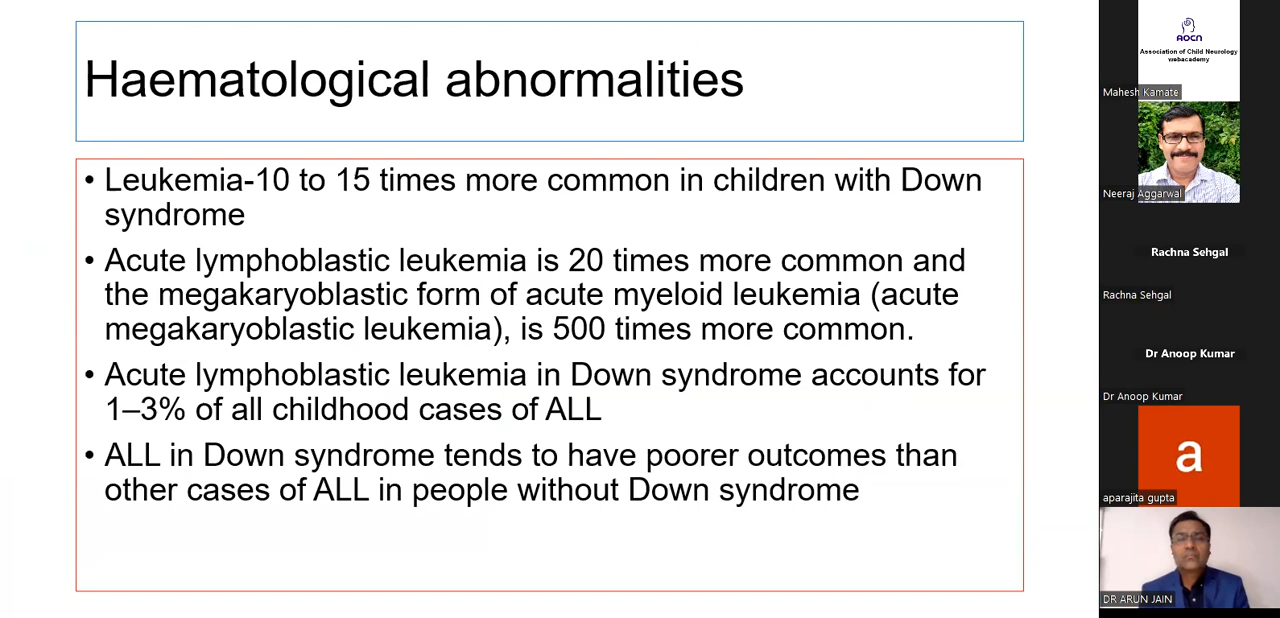 Haematological abnormalities
• Leukemia-10 to 15 times more common in children with Down
syndrome
• Acute lymphoblastic leukemia is 20 times more common and
the megakaryoblastic form of acute myeloid leukemia (acute
megakaryoblastic leukemia), is 500 times more common.
• Acute lymphoblastic leukemia in Down syndrome accounts for
1–3% of all childhood cases of ALL
• ALL in Down syndrome tends to have poorer outcomes than
other cases of ALL in people without Down syndrome
AOCN
Association of Child Neurology
webacademy
Mahesh Kamate
Neeraj Aggarwal
Rachna Sehgal
Rachna Sehgal
Dr Anoop Kumar
Dr Anoop Kumar
a
aparajita gupta
DR ARUN JAIN